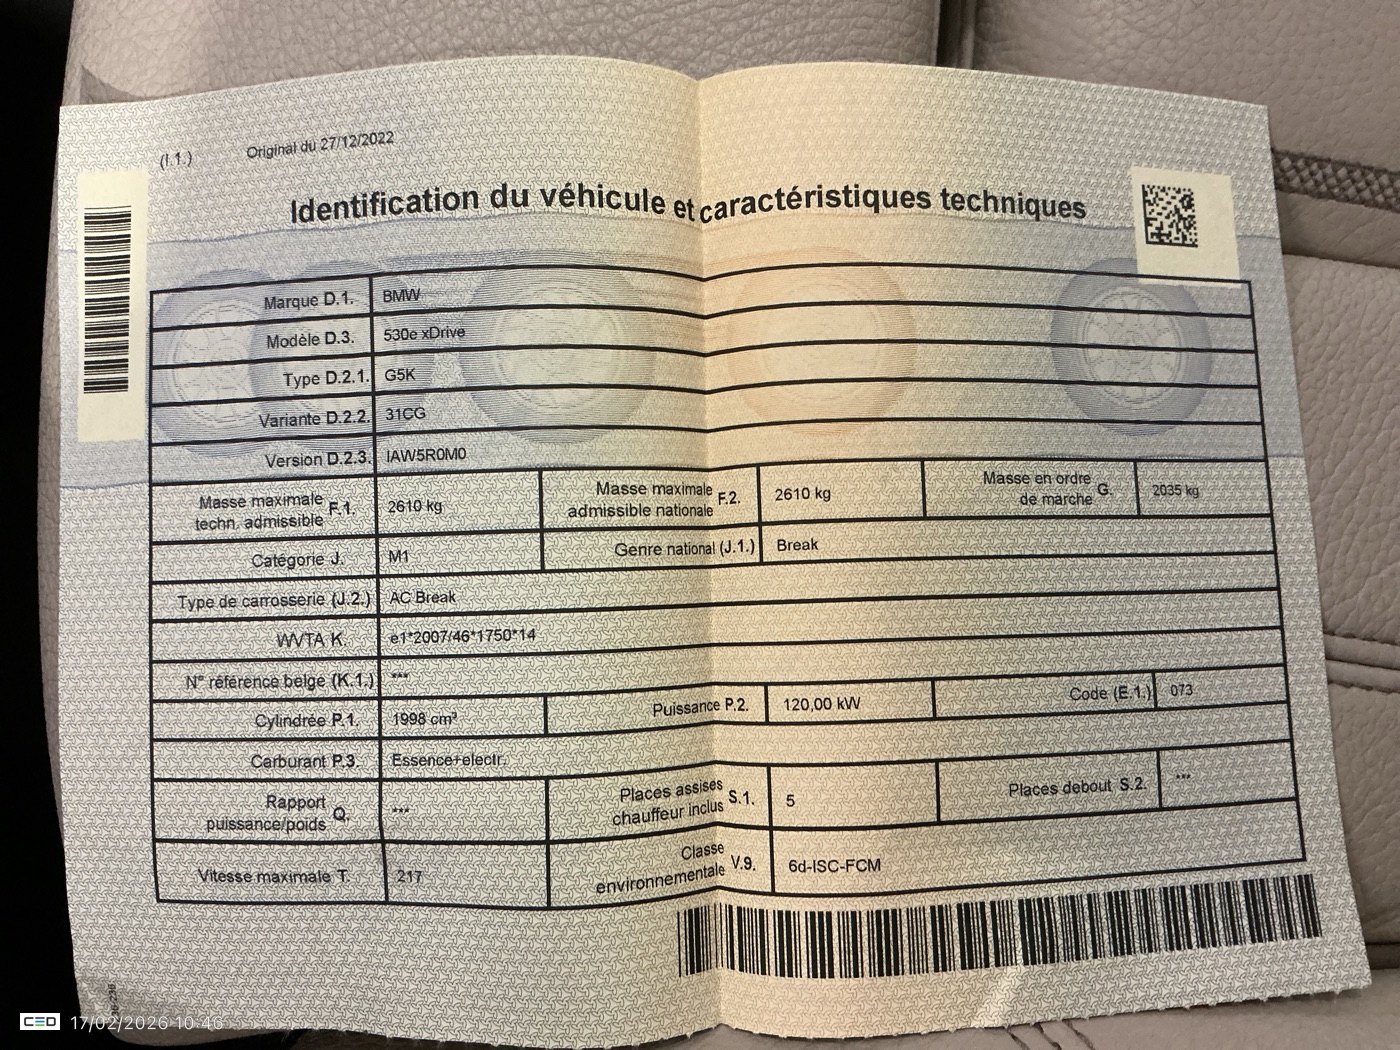 (I.1.) Original du 27/12/2022
Identification du véhicule et caractéristiques techniques
Marque D.1. BMW
Modèle D.3. 530e xDrive
Type D.2.1. G5K
Variante D.2.2. 31CG
Version D.2.3. IAW5R0M0
Masse maximale techn. admissible F.1. 2610 kg Masse maximale admissible nationale F.2. 2610 kg Masse en ordre de marche G. 2035 kg
Catégorie J. M1 Genre national (J.1.) Break
Type de carrosserie (J.2.) AC Break
WVTA K. e1*2007/46*1750*14
N° référence belge (K.1.) ***
Cylindrée P.1. 1998 cm³ Puissance P.2. 120,00 kW Code (E.1.) 073
Carburant P.3. Essence+electr.
Rapport puissance/poids Q. *** Places assises chauffeur inclus S.1. 5 Places debout S.2. ***
Vitesse maximale T. 217 Classe environnementale V.9. 6d-ISC-FCM
CED 17/02/2026 10:46